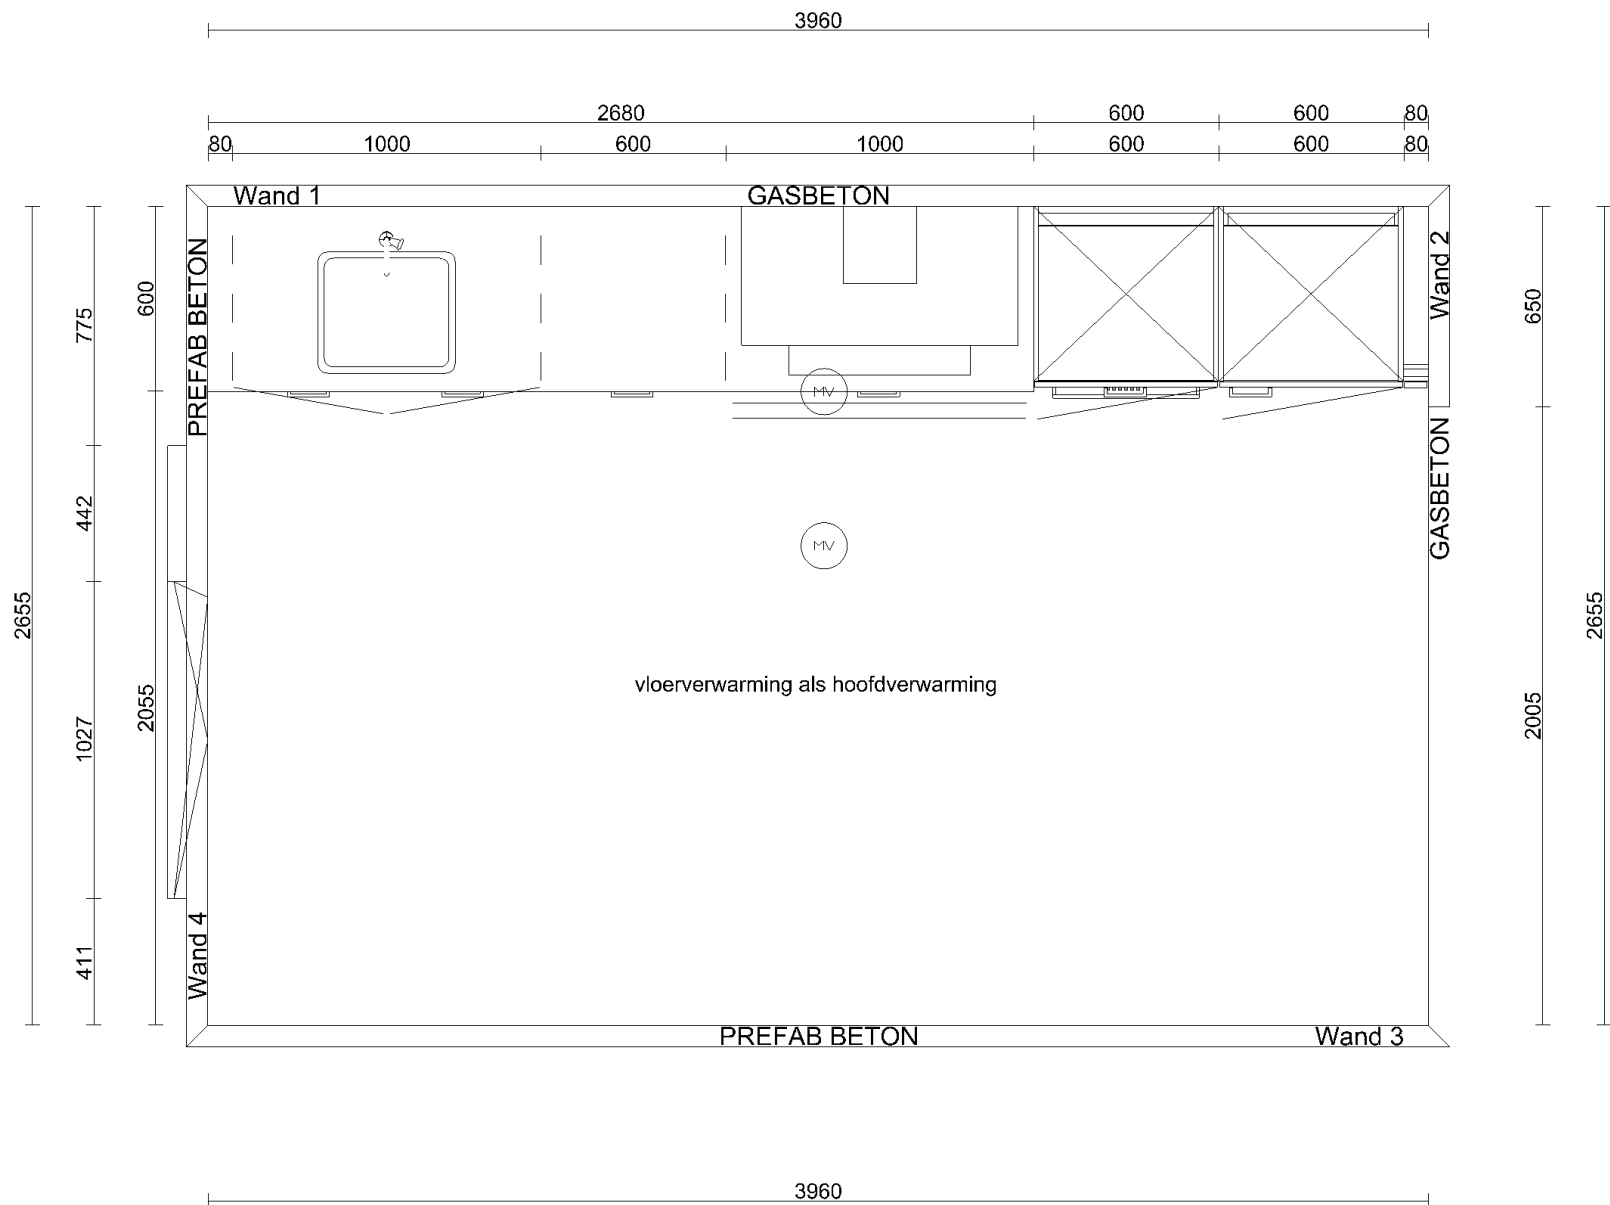 3960
2680 600 600 80
80 1000 600 1000 600 600 80
Wand 1 GASBETON
PREFAB BETON
Wand 2
GASBETON
775
600
650
MV
442
MV
2655
2655
vloerverwarming als hoofdverwarming
2055
2005
1027
411
Wand 4
PREFAB BETON Wand 3
3960